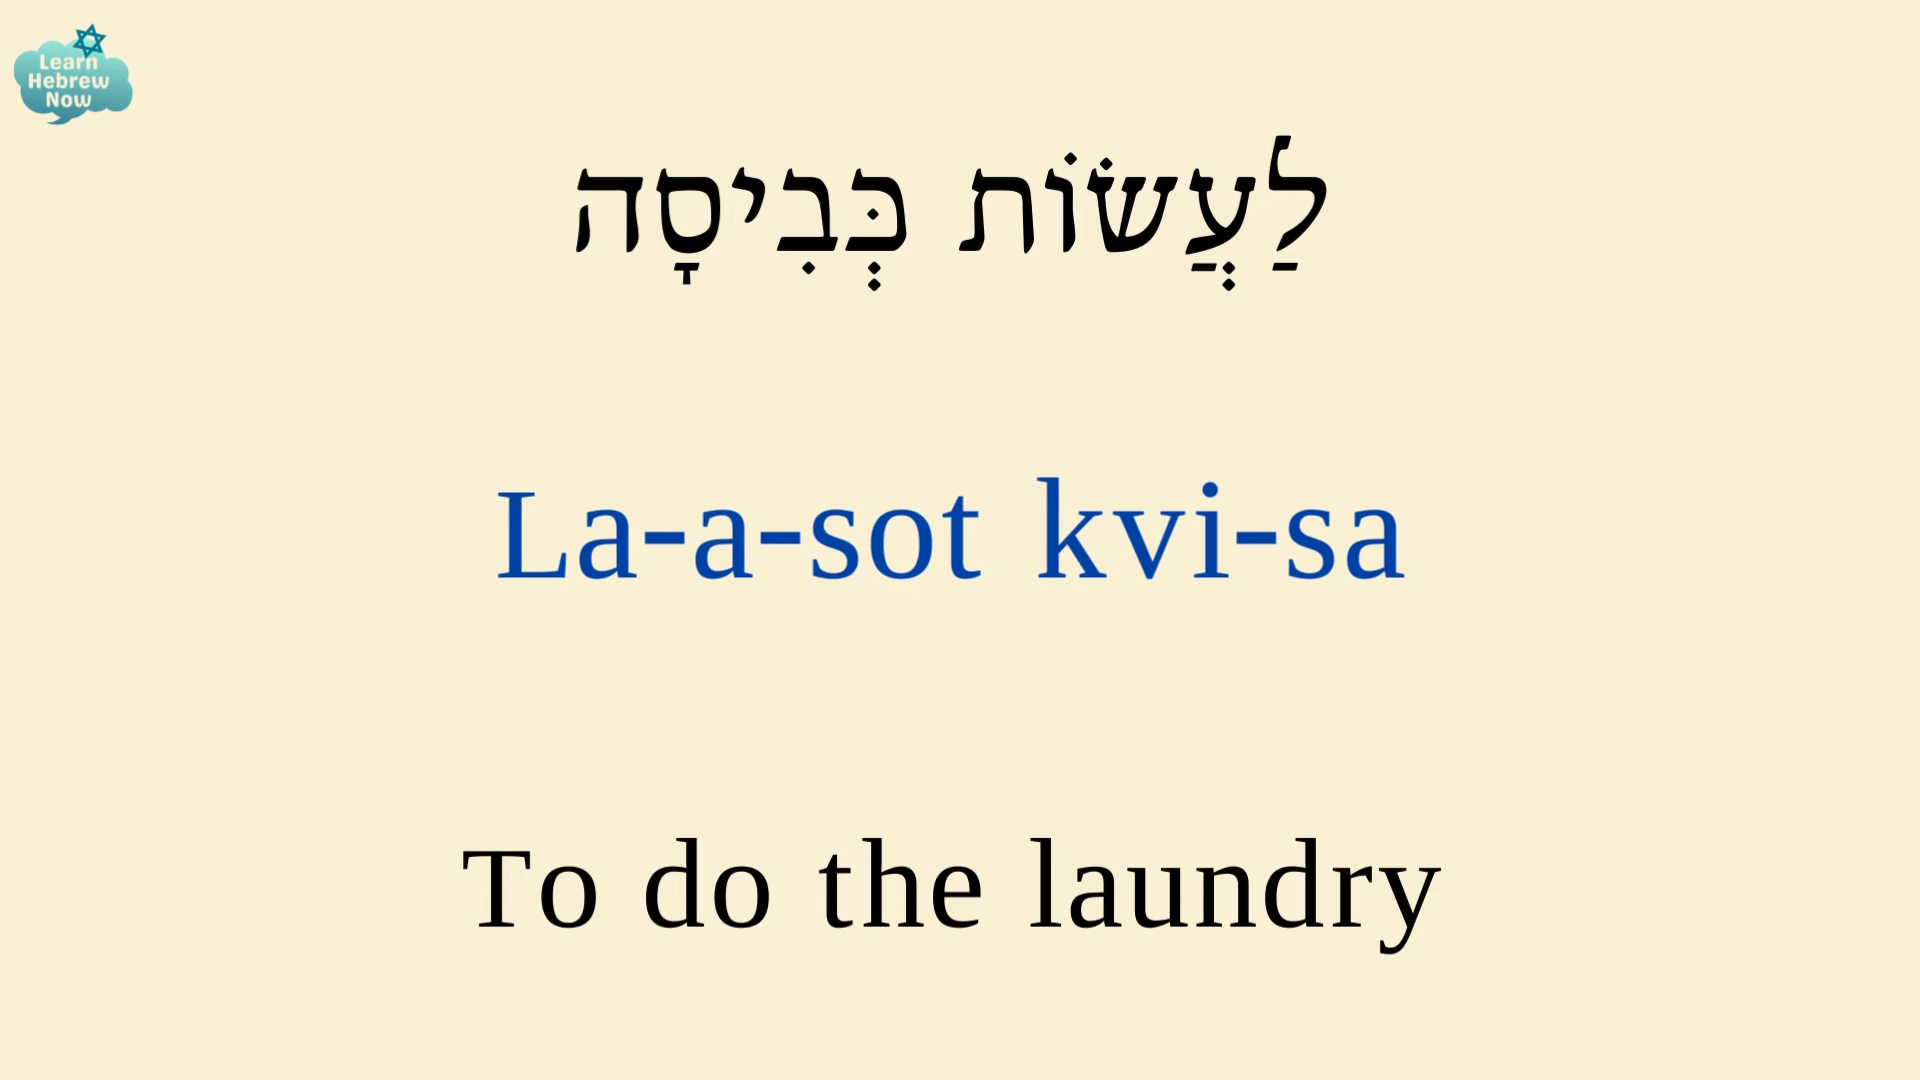 Learn
Hebrew
Now
לַעֲשׂוֹת כְּבִיסָה
La-a-sot kvi-sa
To do the laundry